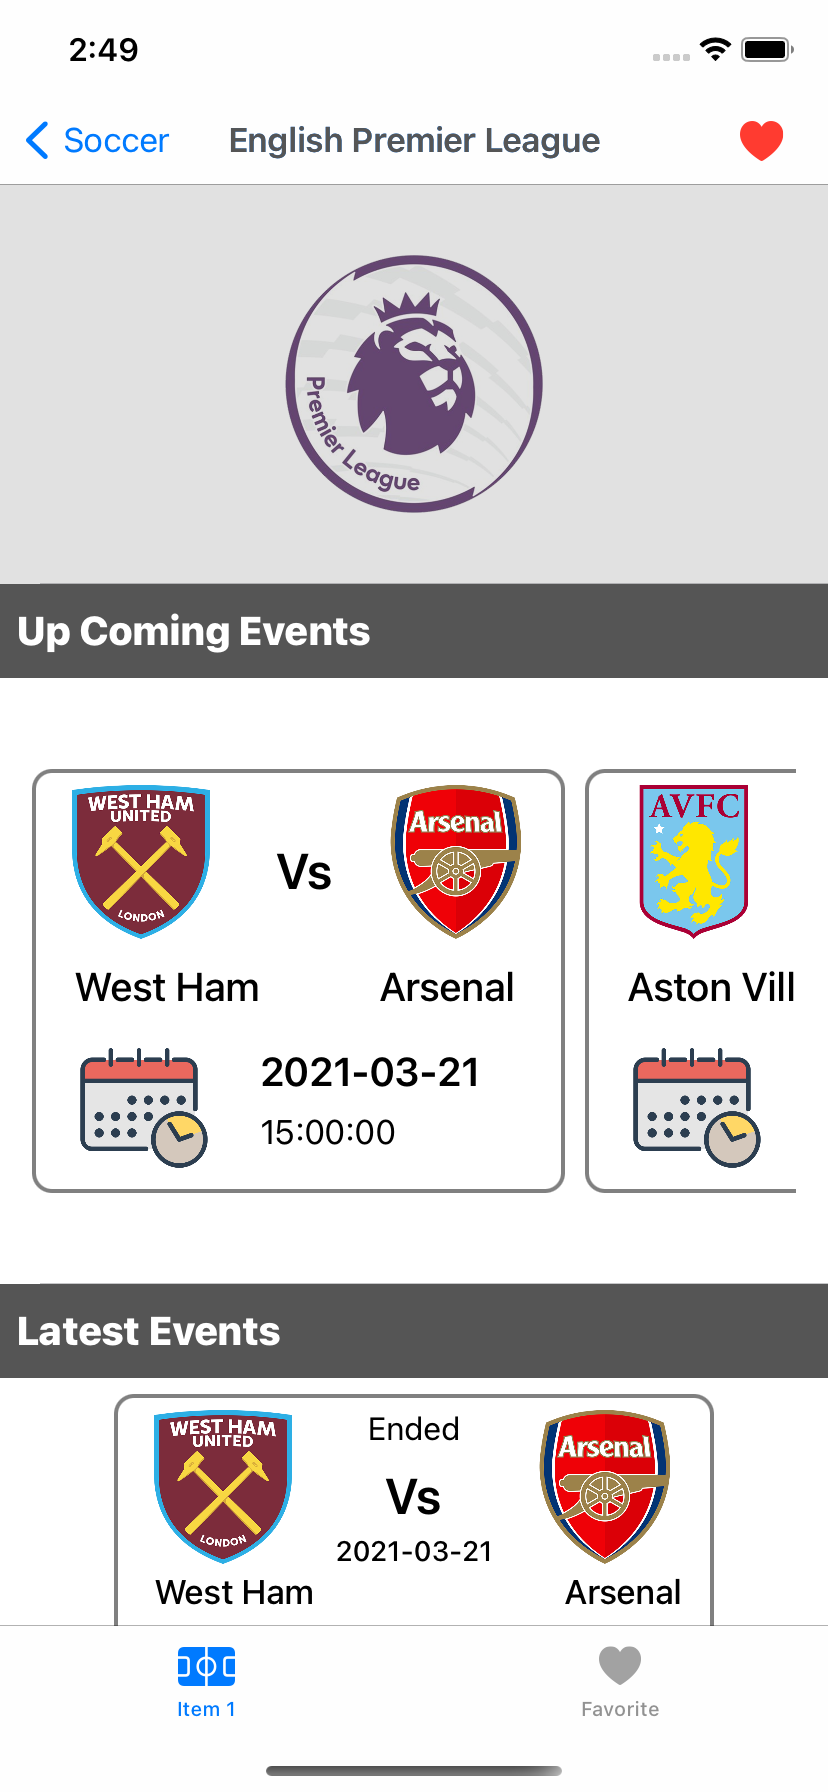 2:49
Soccer
English Premier League
Premier League
Up Coming Events
WEST HAM
UNITED
LONDON
Vs
Arsenal
AVFC
West Ham
Arsenal
Aston Vill
2021-03-21
15:00:00
Latest Events
WEST HAM
UNITED
LONDON
Ended
Vs
2021-03-21
Arsenal
West Ham
Arsenal
Item 1
Favorite